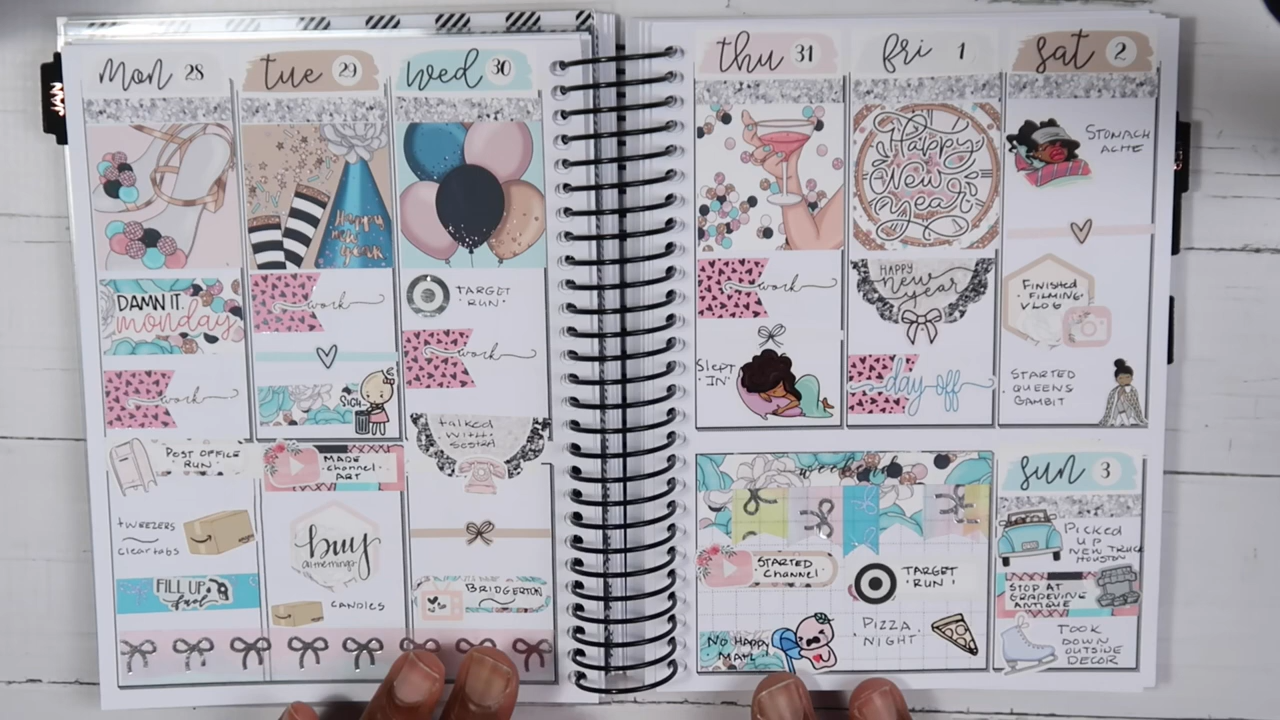 mon 28
DAMN IT,
monday
work
POST OFFICE
RUN
TWEEZERS
clear tabs
FILL UP
fuel
tue 29
Happy
new
year
work
SIGH
MADE
channel
ART
buy
all the things
CANDLES
wed 30
TARGET
RUN
work
talked
with
BRIDGERTON
thu 31
work
Slept
'IN'
fri 1
Happy
New
Year
HAPPY
new year
day off
sat 2
STOMACH
ACHE
FINISHED
FILMING
VLOG
STARTED
QUEENS
GAMBIT
weekend
STARTED
Channel
TARGET
RUN
PIZZA
NIGHT
NO HAPPY
MAIL
sun 3
PICKED
UP
NEW TRUCK
HOUSTON
STOP AT
GRAPEVINE
ANTIQUE
TOOK
DOWN
OUTSIDE
DECOR
JAN